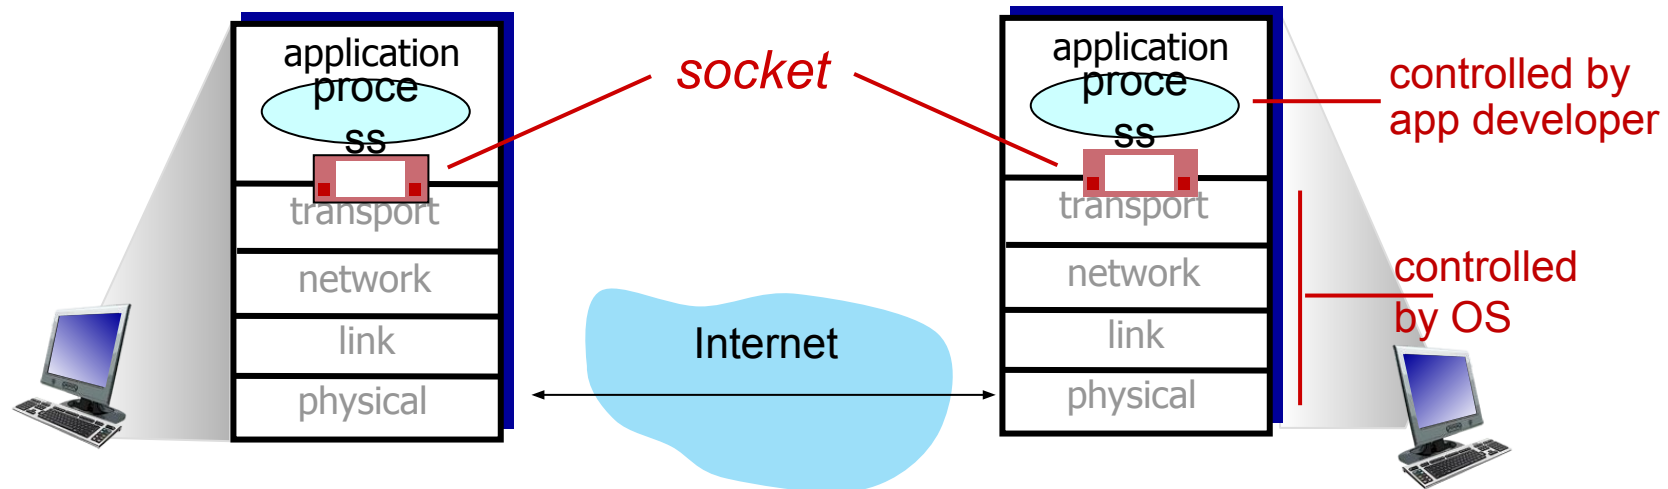 application
proce
ss
transport
network
link
physical
socket
Internet
application
proce
ss
transport
network
link
physical
controlled by
app developer
controlled
by OS